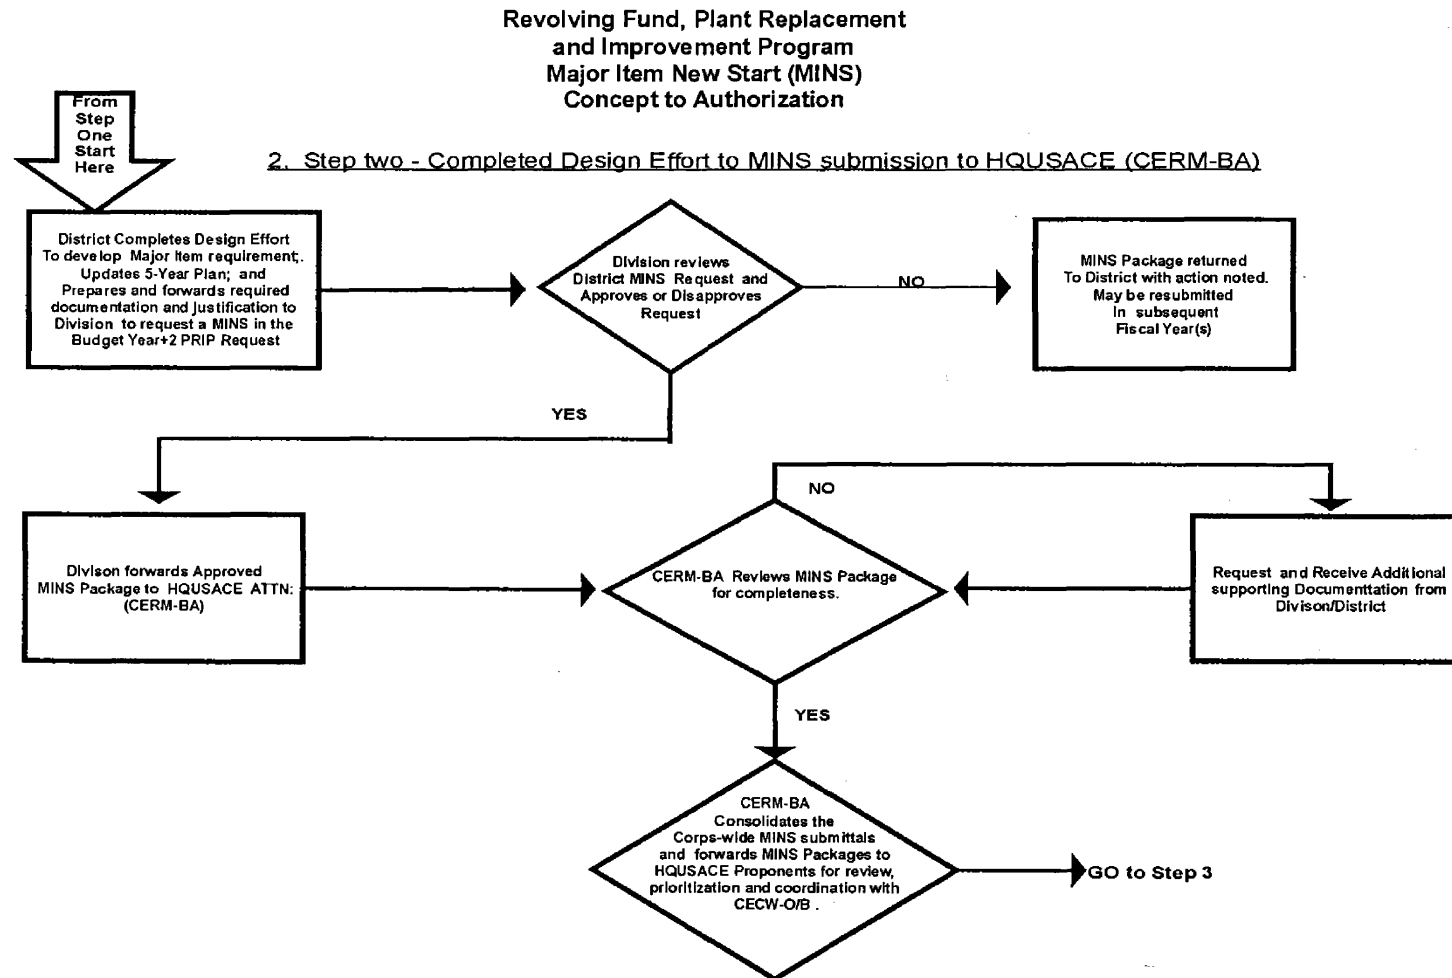 Revolving Fund, Plant Replacement
and Improvement Program
Major Item New Start (MINS)
Concept to Authorization
From
Step
One
Start
Here
2. Step two - Completed Design Effort to MINS submission to HQUSACE (CERM-BA)
District Completes Design Effort
To develop Major Item requirement;.
Updates 5-Year Plan; and
Prepares and forwards required
documentation and justification to
Division to request a MINS in the
Budget Year+2 PRIP Request
Division reviews
District MINS Request and
Approves or Disapproves
Request
NO
MINS Package returned
To District with action noted.
May be resubmitted
In subsequent
Fiscal Year(s)
YES
NO
Divison forwards Approved
MINS Package to HQUSACE ATTN:
(CERM-BA)
CERM-BA Reviews MINS Package
for completeness.
Request and Receive Additional
supporting Documenttation from
Divison/District
YES
CERM-BA
Consolidates the
Corps-wide MINS submittals
and forwards MINS Packages to
HQUSACE Proponents for review,
prioritization and coordination with
CECW-O/B .
GO to Step 3